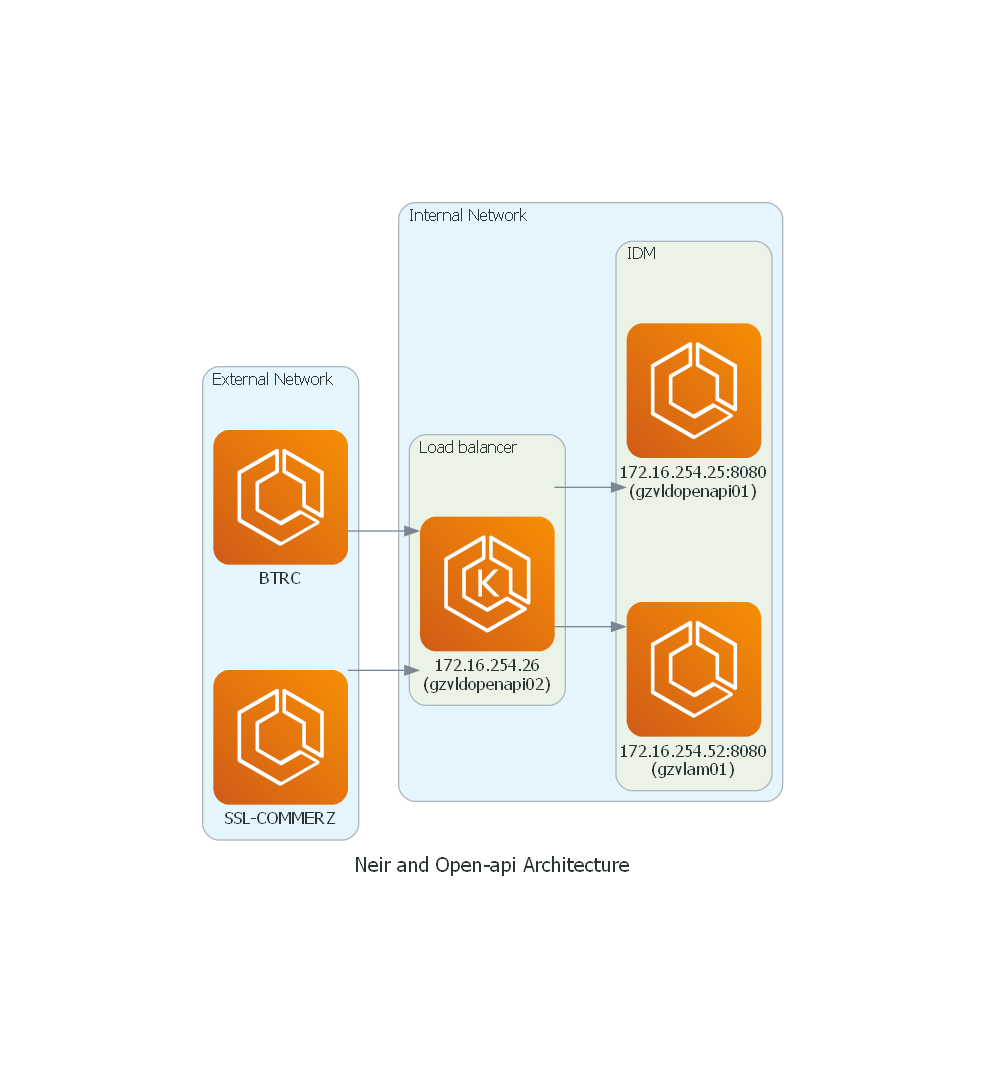 Internal Network
IDM
172.16.254.25:8080
(gzvldopenapi01)
External Network
BTRC
Load balancer
K
172.16.254.26
(gzvldopenapi02)
172.16.254.52:8080
(gzvlam01)
SSL-COMMERZ
Neir and Open-api Architecture